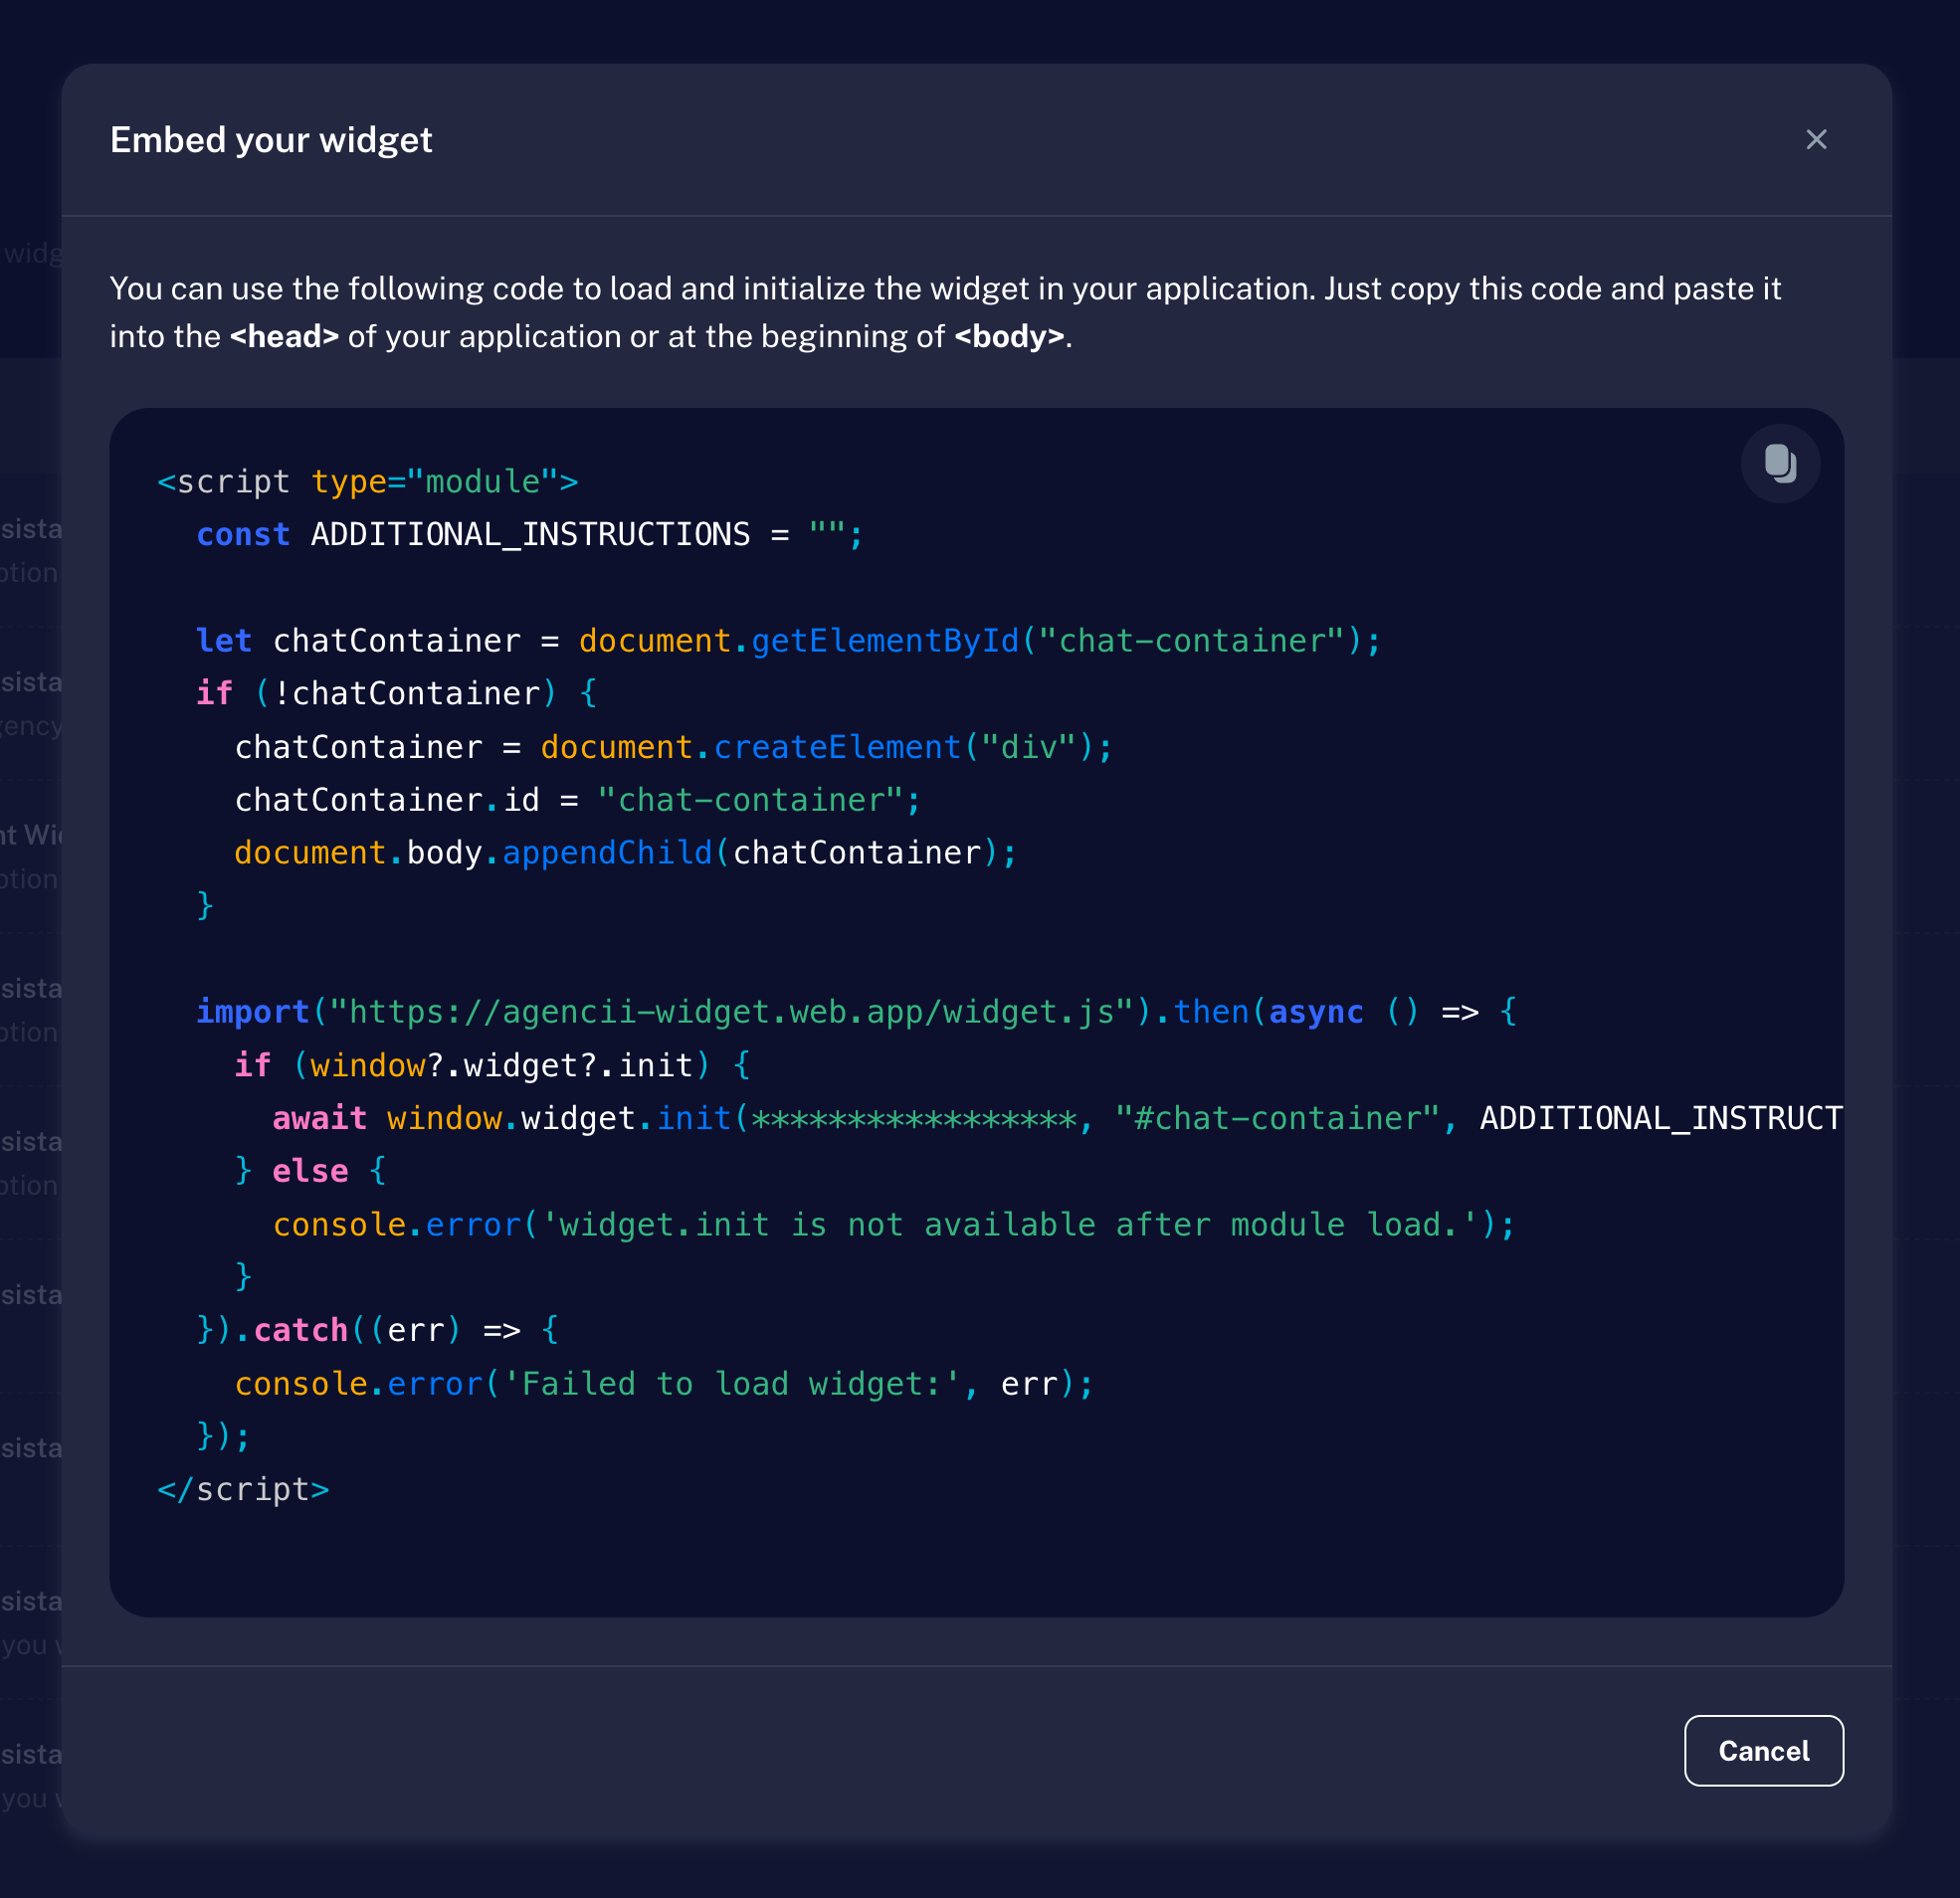 Embed your widget
You can use the following code to load and initialize the widget in your application. Just copy this code and paste it
into the <head> of your application or at the beginning of <body>.
<script type="module">
  const ADDITIONAL_INSTRUCTIONS = "";
  let chatContainer = document.getElementById("chat-container");
  if (!chatContainer) {
    chatContainer = document.createElement("div");
    chatContainer.id = "chat-container";
    document.body.appendChild(chatContainer);
  }
  import("https://agencii-widget.web.app/widget.js").then(async () => {
    if (window?.widget?.init) {
      await window.widget.init(*****************, "#chat-container", ADDITIONAL_INSTRUCT
    } else {
      console.error('widget.init is not available after module load.');
    }
  }).catch((err) => {
    console.error('Failed to load widget:', err);
  });
</script>
Cancel